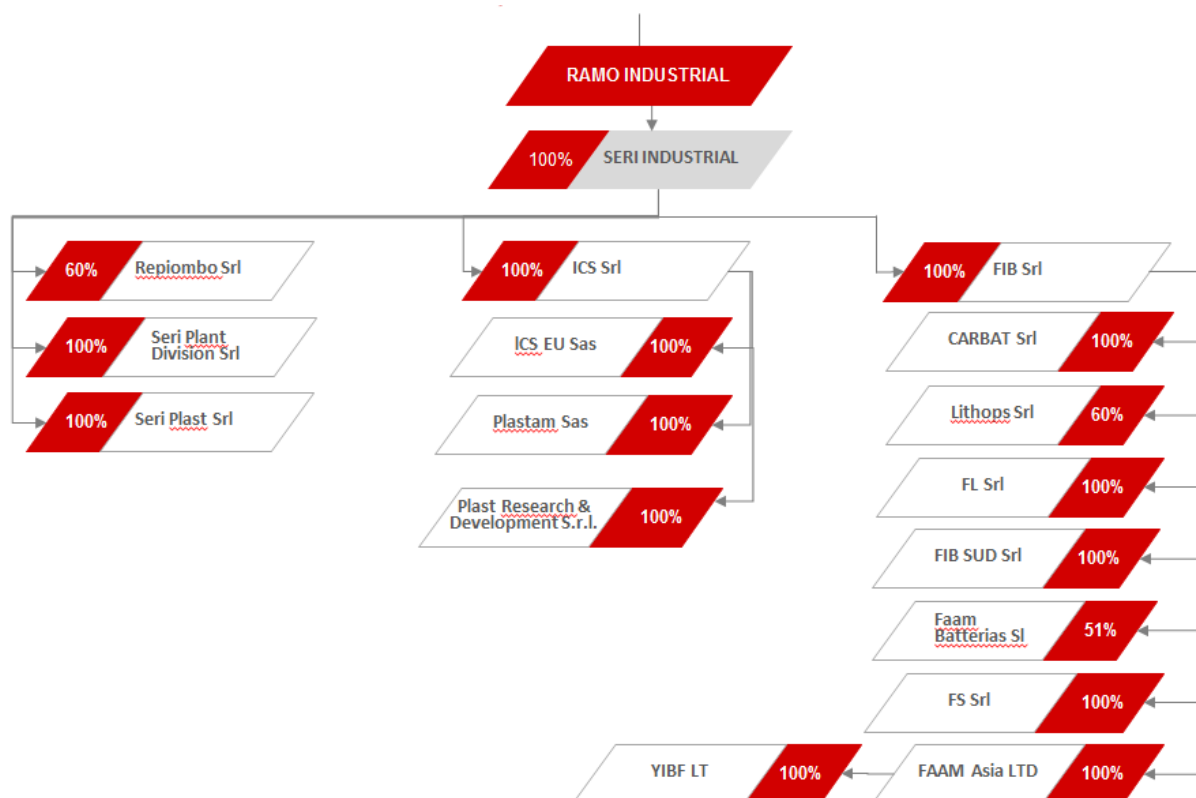 RAMO INDUSTRIAL
100% SERI INDUSTRIAL
60% Repiombo Srl
100% Seri Plant
Division Srl
100% Seri Plast Srl
100% ICS Srl
ICS EU Sas 100%
Plastam Sas 100%
Plast Research &
Development S.r.l. 100%
100% FIB Srl
CARBAT Srl 100%
Lithops Srl 60%
FL Srl 100%
FIB SUD Srl 100%
Faam
Batterias Sl 51%
FS Srl 100%
YIBF LT 100%
FAAM Asia LTD 100%